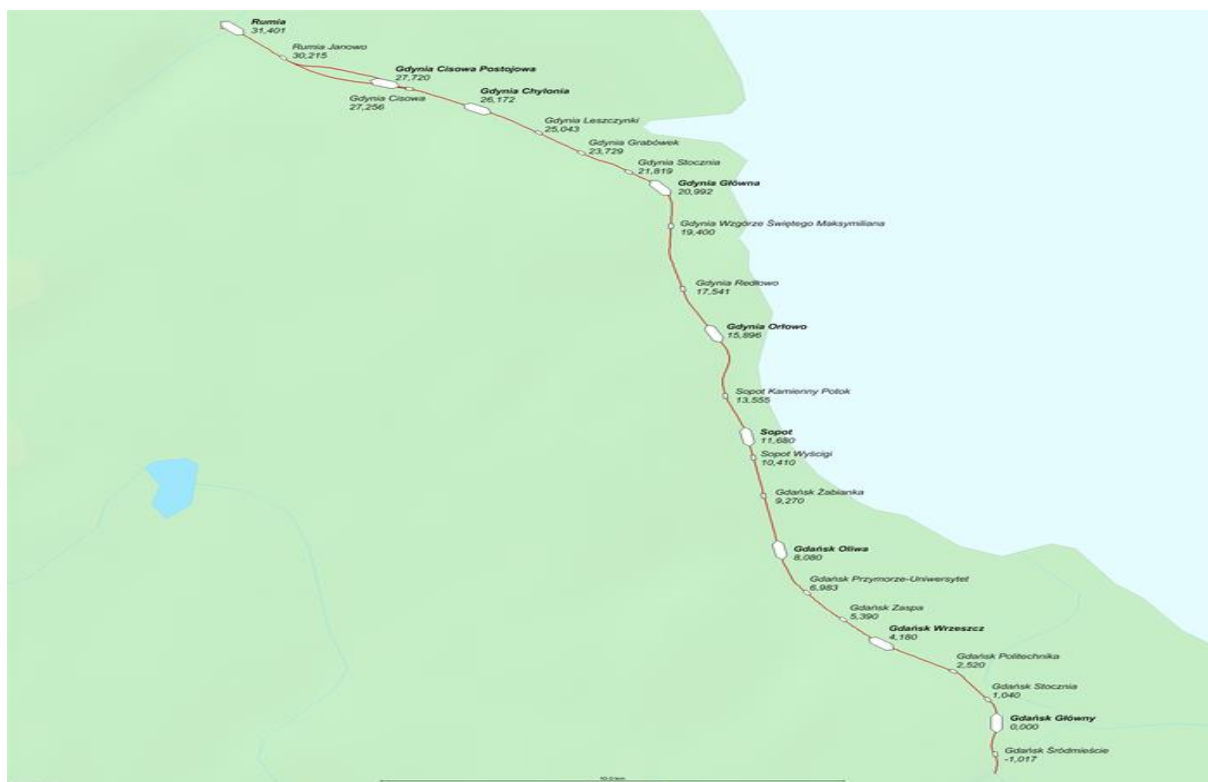 Rumia
31,401
Rumia Janowo
30,215
Gdynia Cisowa Postojowa
27,720
Gdynia Cisowa
27,256
Gdynia Chylonia
26,172
Gdynia Leszczynki
25,043
Gdynia Grabówek
23,729
Gdynia Stocznia
21,819
Gdynia Główna
20,992
Gdynia Wzgórze Świętego Maksymiliana
19,400
Gdynia Redłowo
17,541
Gdynia Orłowo
15,896
Sopot Kamienny Potok
13,555
Sopot
11,680
Sopot Wyścigi
10,410
Gdańsk Żabianka
9,270
Gdańsk Oliwa
8,080
Gdańsk Przymorze-Uniwersytet
6,983
Gdańsk Zaspa
5,390
Gdańsk Wrzeszcz
4,180
Gdańsk Politechnika
2,520
Gdańsk Stocznia
1,040
Gdańsk Główny
0,000
Gdańsk Śródmieście
-1,017